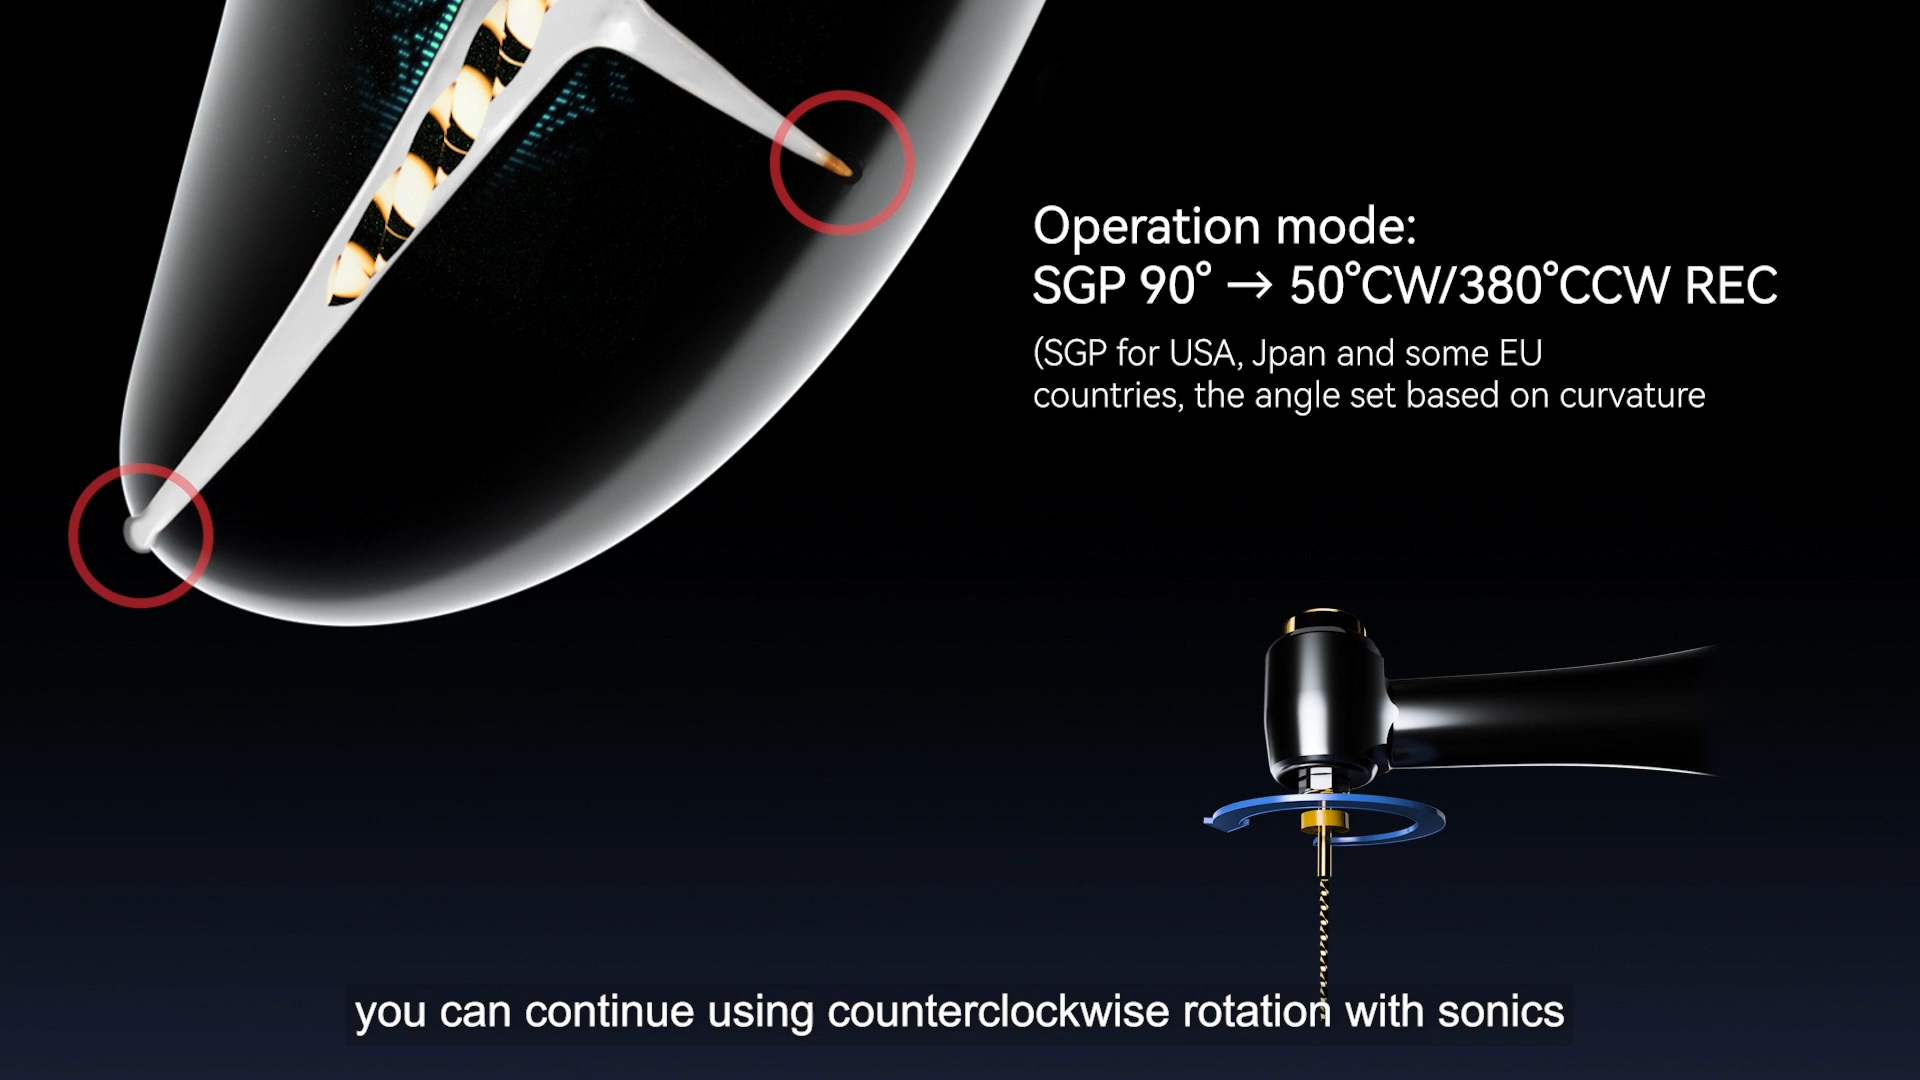 Operation mode:
SGP 90° → 50°CW/380°CCW REC
(SGP for USA, Jpan and some EU
countries, the angle set based on curvature
you can continue using counterclockwise rotation with sonics